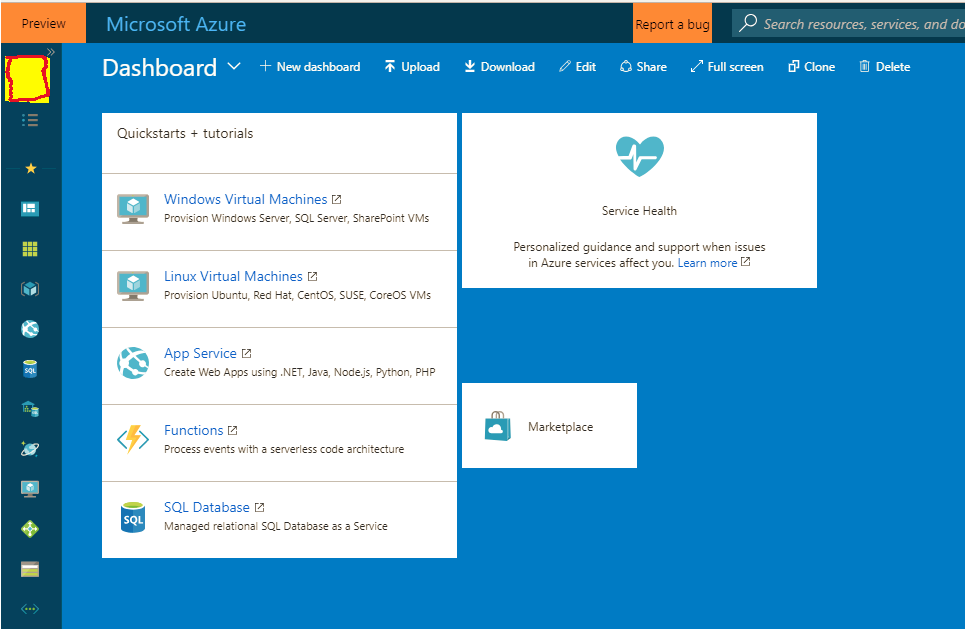 Preview
Microsoft Azure
Report a bug
Search resources, services, and do
Dashboard
New dashboard
Upload
Download
Edit
Share
Full screen
Clone
Delete
Quickstarts + tutorials
Windows Virtual Machines
Provision Windows Server, SQL Server, SharePoint VMs
Linux Virtual Machines
Provision Ubuntu, Red Hat, CentOS, SUSE, CoreOS VMs
App Service
Create Web Apps using .NET, Java, Node.js, Python, PHP
Functions
Process events with a serverless code architecture
SQL
SQL Database
Managed relational SQL Database as a Service
Service Health
Personalized guidance and support when issues
in Azure services affect you. Learn more
Marketplace
SQL